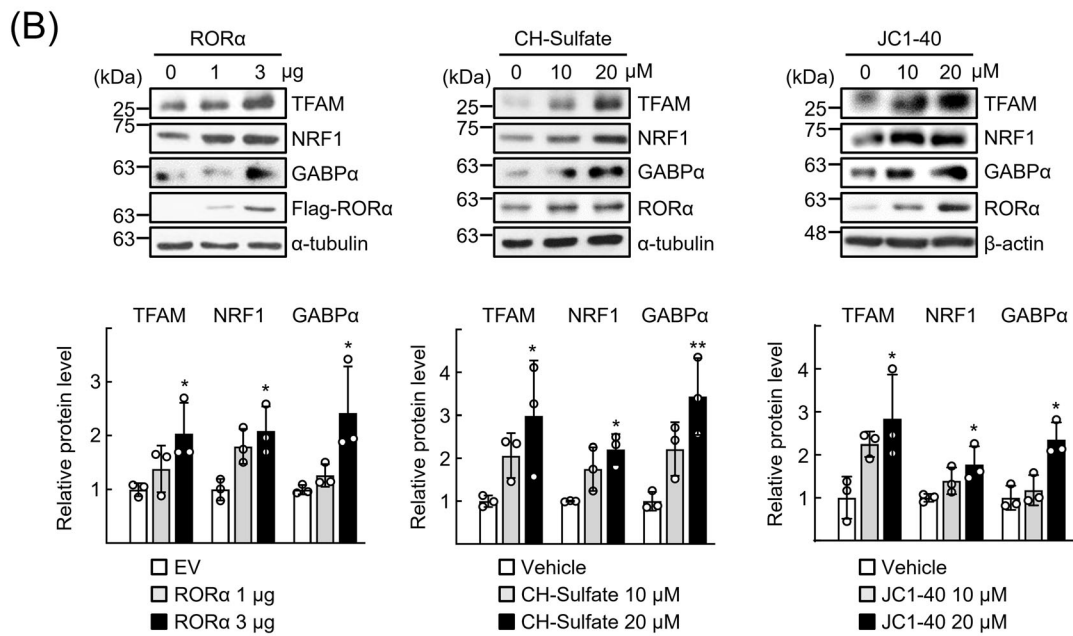 (B)
RORα
(kDa) 0 1 3 µg
25 TFAM
75 NRF1
63 GABPα
63 Flag-RORα
63 α-tubulin
CH-Sulfate
(kDa) 0 10 20 µM
25 TFAM
75 NRF1
63 GABPα
63 RORα
63 α-tubulin
JC1-40
(kDa) 0 10 20 µM
25 TFAM
75 NRF1
63 GABPα
63 RORα
48 β-actin
Relative protein level
TFAM NRF1 GABPα
* * *
3
2
1
EV
RORα 1 µg
RORα 3 µg
Relative protein level
TFAM NRF1 GABPα
* * **
4
3
2
1
Vehicle
CH-Sulfate 10 µM
CH-Sulfate 20 µM
Relative protein level
TFAM NRF1 GABPα
* * *
4
3
2
1
Vehicle
JC1-40 10 µM
JC1-40 20 µM